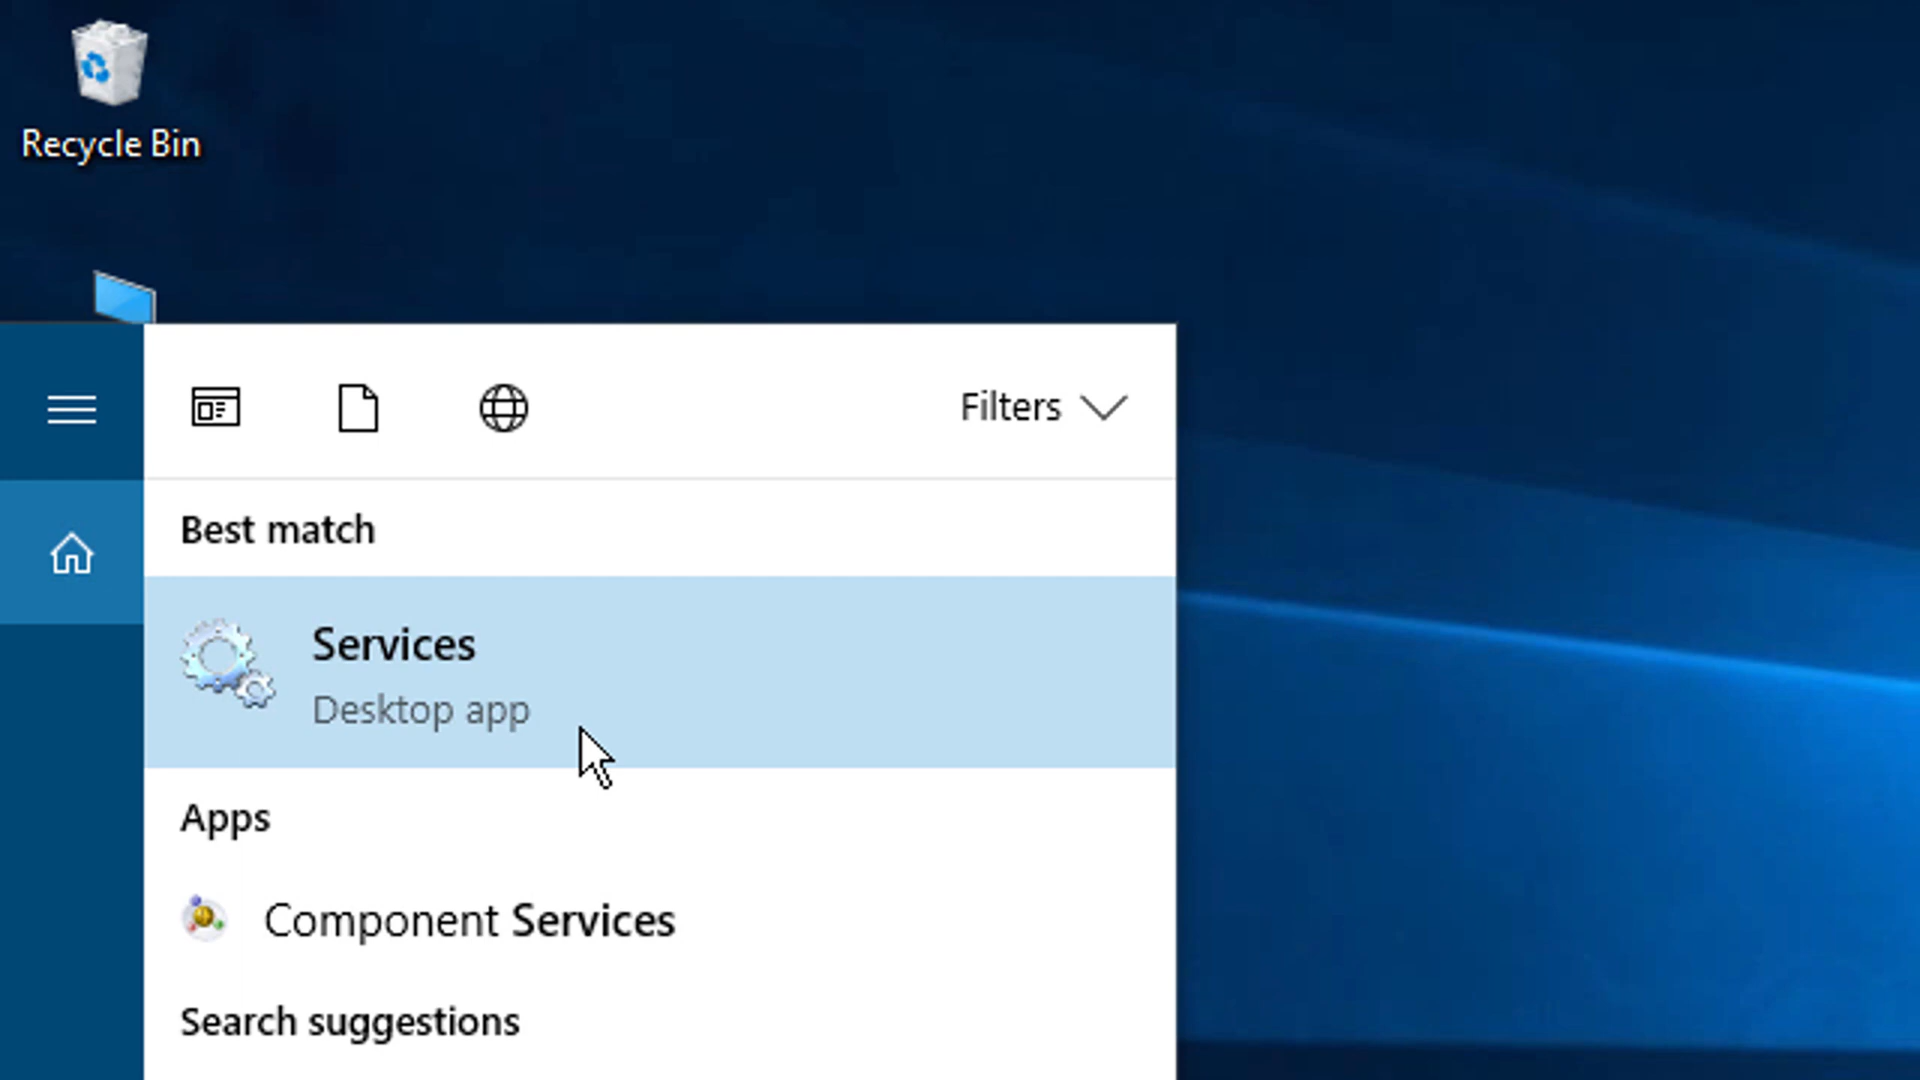 Recycle Bin
Filters
Best match
Services
Desktop app
Apps
Component Services
Search suggestions